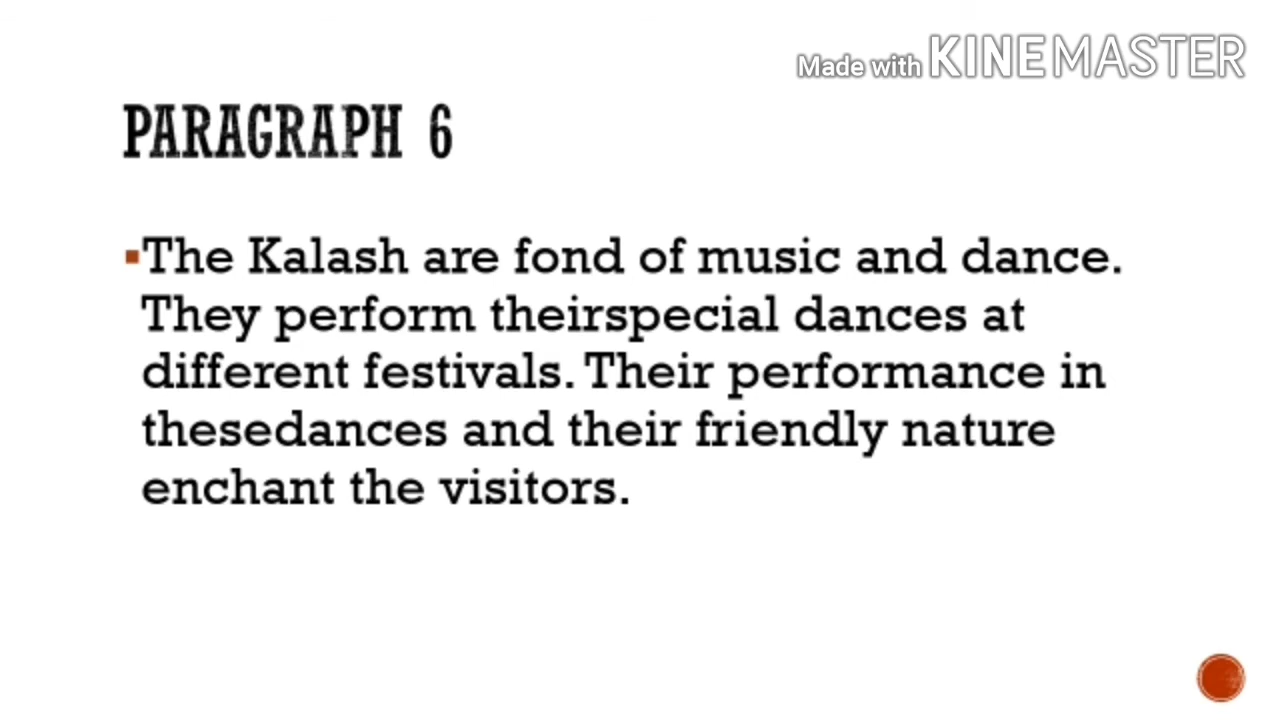 Made with KINEMASTER
PARAGRAPH 6
The Kalash are fond of music and dance.
They perform theirspecial dances at
different festivals. Their performance in
thesedances and their friendly nature
enchant the visitors.